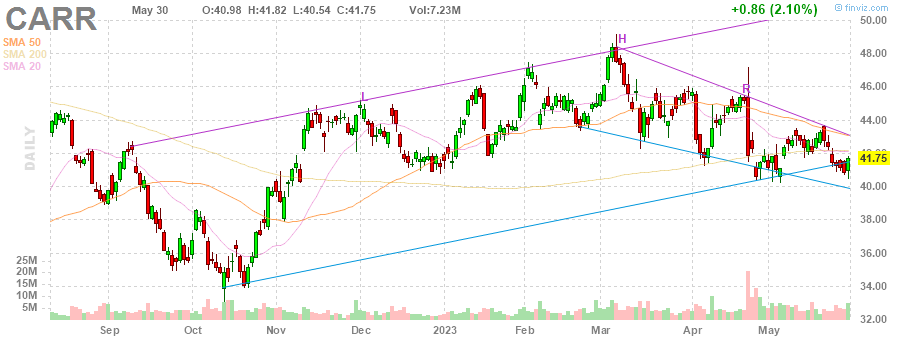 CARR May 30 O:40.98 H:41.82 L:40.54 C:41.75 Vol:7.23M +0.86 (2.10%) finviz.com
SMA 50
SMA 200
SMA 20
DAILY
L
H
R
50.00
48.00
46.00
44.00
42.00
41.75
40.00
38.00
36.00
34.00
32.00
25M
20M
15M
10M
5M
Sep Oct Nov Dec 2023 Feb Mar Apr May